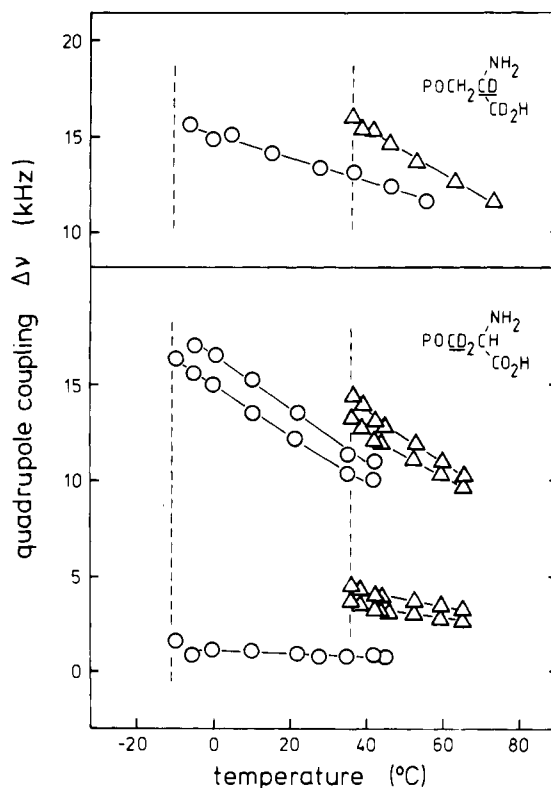 20
NH₂
POCH₂CD
CD₂H
15
10
quadrupole coupling Δν (kHz)
NH₂
POCD₂CH
CO₂H
15
10
5
0
-20 0 20 40 60 80
temperature (°C)